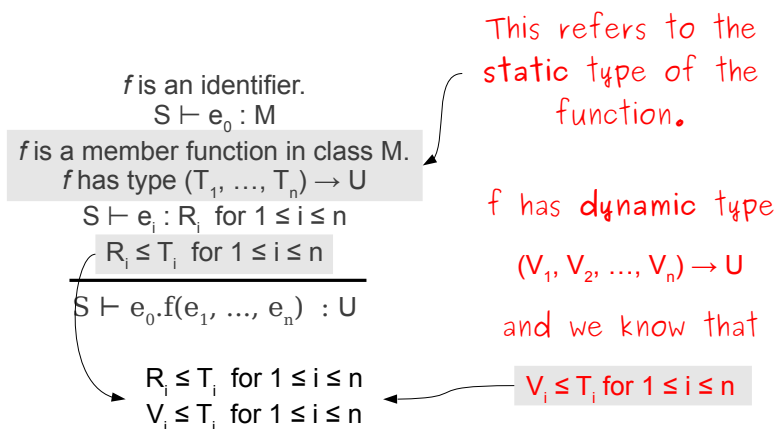 f is an identifier.
S ⊢ e₀ : M
f is a member function in class M.
f has type (T₁, …, Tₙ) → U
S ⊢ eᵢ : Rᵢ for 1 ≤ i ≤ n
Rᵢ ≤ Tᵢ for 1 ≤ i ≤ n
S ⊢ e₀.f(e₁, …, eₙ) : U
Rᵢ ≤ Tᵢ for 1 ≤ i ≤ n
Vᵢ ≤ Tᵢ for 1 ≤ i ≤ n
This refers to the
static type of the
function.
f has dynamic type
(V₁, V₂, …, Vₙ) → U
and we know that
Vᵢ ≤ Tᵢ for 1 ≤ i ≤ n